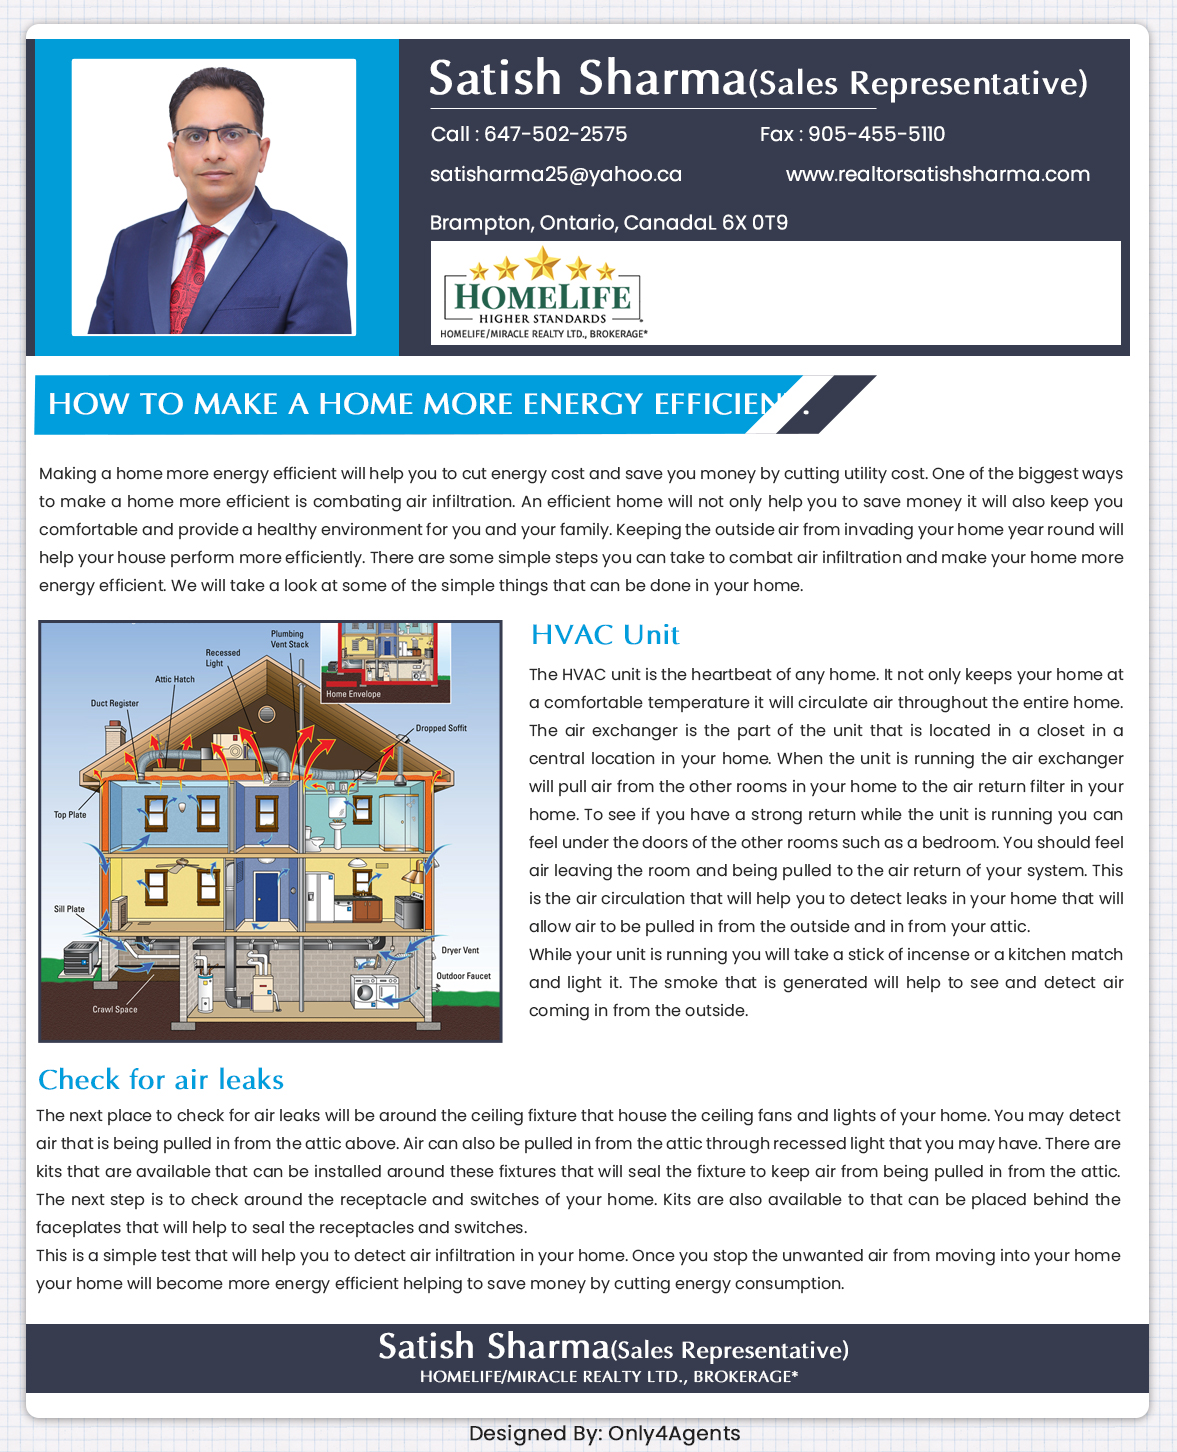 Satish Sharma(Sales Representative)
Call : 647-502-2575 Fax : 905-455-5110
satisharma25@yahoo.ca www.realtorsatishsharma.com
Brampton, Ontario, CanadaL 6X 0T9
HOMELIFE
HIGHER STANDARDS
HOMELIFE/MIRACLE REALTY LTD., BROKERAGE*
HOW TO MAKE A HOME MORE ENERGY EFFICIENT.
Making a home more energy efficient will help you to cut energy cost and save you money by cutting utility cost. One of the biggest ways
to make a home more efficient is combating air infiltration. An efficient home will not only help you to save money it will also keep you
comfortable and provide a healthy environment for you and your family. Keeping the outside air from invading your home year round will
help your house perform more efficiently. There are some simple steps you can take to combat air infiltration and make your home more
energy efficient. We will take a look at some of the simple things that can be done in your home.
Plumbing
Vent Stack
Recessed
Light
Attic Hatch
Duct Register
Home Envelope
Dropped Soffit
Top Plate
Sill Plate
Dryer Vent
Outdoor Faucet
Crawl Space
HVAC Unit
The HVAC unit is the heartbeat of any home. It not only keeps your home at
a comfortable temperature it will circulate air throughout the entire home.
The air exchanger is the part of the unit that is located in a closet in a
central location in your home. When the unit is running the air exchanger
will pull air from the other rooms in your home to the air return filter in your
home. To see if you have a strong return while the unit is running you can
feel under the doors of the other rooms such as a bedroom. You should feel
air leaving the room and being pulled to the air return of your system. This
is the air circulation that will help you to detect leaks in your home that will
allow air to be pulled in from the outside and in from your attic.
While your unit is running you will take a stick of incense or a kitchen match
and light it. The smoke that is generated will help to see and detect air
coming in from the outside.
Check for air leaks
The next place to check for air leaks will be around the ceiling fixture that house the ceiling fans and lights of your home. You may detect
air that is being pulled in from the attic above. Air can also be pulled in from the attic through recessed light that you may have. There are
kits that are available that can be installed around these fixtures that will seal the fixture to keep air from being pulled in from the attic.
The next step is to check around the receptacle and switches of your home. Kits are also available to that can be placed behind the
faceplates that will help to seal the receptacles and switches.
This is a simple test that will help you to detect air infiltration in your home. Once you stop the unwanted air from moving into your home
your home will become more energy efficient helping to save money by cutting energy consumption.
Satish Sharma(Sales Representative)
HOMELIFE/MIRACLE REALTY LTD., BROKERAGE*
Designed By: Only4Agents